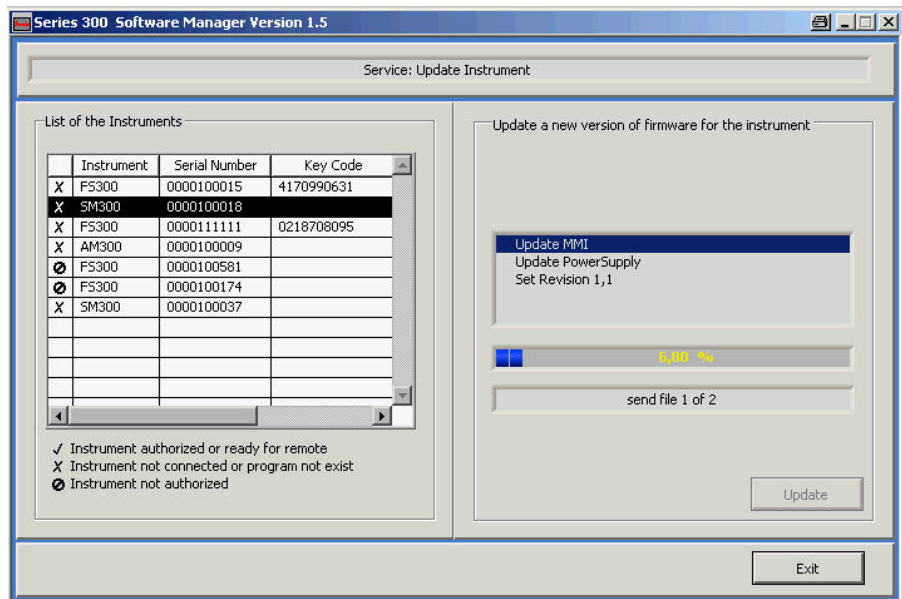 Series 300 Software Manager Version 1.5
Service: Update Instrument
List of the Instruments
Instrument Serial Number Key Code
X FS300 0000100015 4170990631
X SM300 0000100018
X FS300 0000111111 0218708095
X AM300 0000100009
FS300 0000100581
FS300 0000100174
X SM300 0000100037
✓ Instrument authorized or ready for remote
X Instrument not connected or program not exist
Instrument not authorized
Update a new version of firmware for the instrument
Update MMI
Update PowerSupply
Set Revision 1,1
6,80 %
send file 1 of 2
Update
Exit